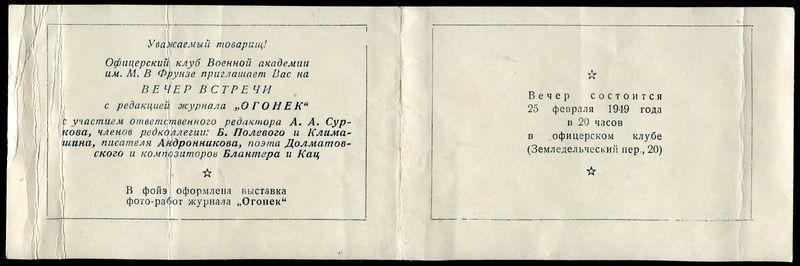 Уважаемый товарищ!
Офицерский клуб Военной академии
им. М. В Фрунзе приглашает Вас на
ВЕЧЕР ВСТРЕЧИ
с редакцией журнала „ОГОНЕК“
с участием ответственного редактора А. А. Сур-
кова, членов редколлегии: Б. Полевого и Клима-
шина, писателя Андронникова, поэта Долматов-
ского и композиторов Блантера и Кац
В фойэ оформлена выставка
фото-работ журнала „Огонек“
Вечер состоится
25 февраля 1949 года
в 20 часов
в офицерском клубе
(Земледельческий пер., 20)